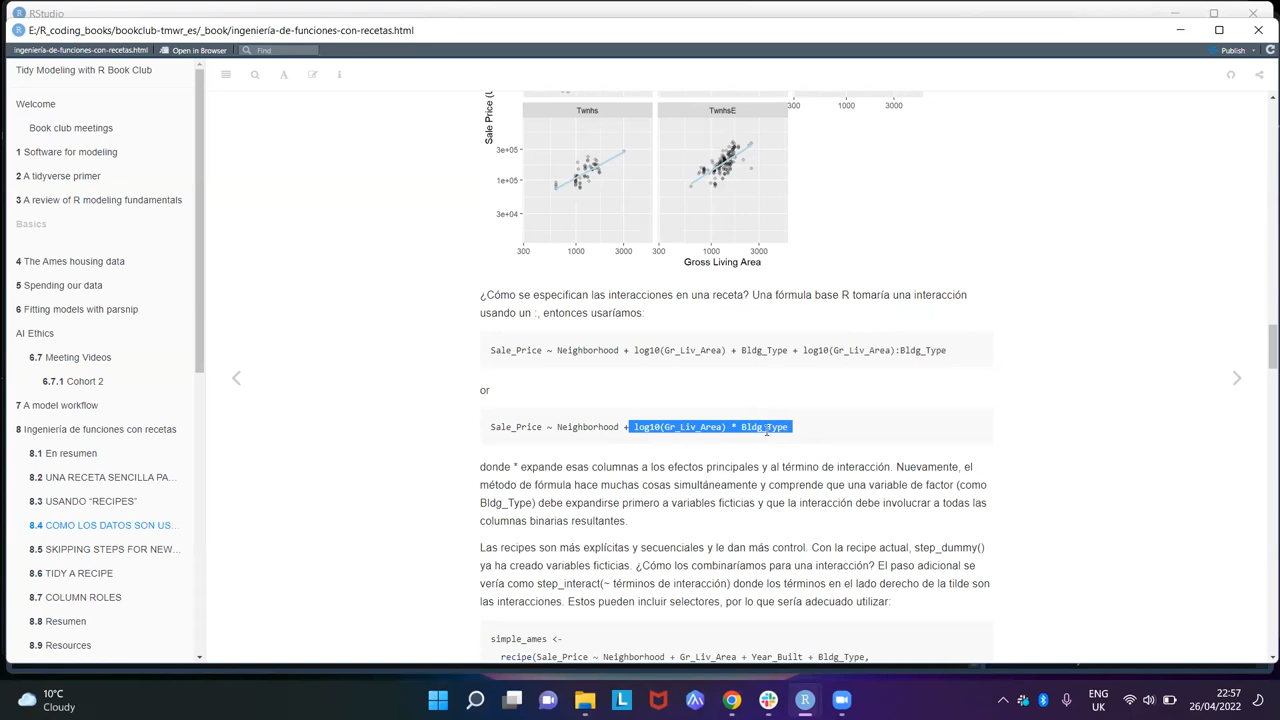 RStudio
E:/R_coding_books/bookclub-tmwr_es/_book/ingeniería-de-funciones-con-recetas.html
ingeniería-de-funciones-con-recetas.html
Open in Browser
Find
Publish
Tidy Modeling with R Book Club
Welcome
Book club meetings
1 Software for modeling
2 A tidyverse primer
3 A review of R modeling fundamentals
Basics
4 The Ames housing data
5 Spending our data
6 Fitting models with parsnip
AI Ethics
6.7 Meeting Videos
6.7.1 Cohort 2
7 A model workflow
8 Ingeniería de funciones con recetas
8.1 En resumen
8.2 UNA RECETA SENCILLA PA...
8.3 USANDO “RECIPES”
8.4 COMO LOS DATOS SON US...
8.5 SKIPPING STEPS FOR NEW...
8.6 TIDY A RECIPE
8.7 COLUMN ROLES
8.8 Resumen
8.9 Resources
300 1000 3000
Twnhs TwnhsE
Sale Price (
3e+05
1e+05
3e+04
300 1000 3000 300 1000 3000
Gross Living Area
¿Cómo se especifican las interacciones en una receta? Una fórmula base R tomaría una interacción
usando un :, entonces usaríamos:
Sale_Price ~ Neighborhood + log10(Gr_Liv_Area) + Bldg_Type + log10(Gr_Liv_Area):Bldg_Type
or
Sale_Price ~ Neighborhood + log10(Gr_Liv_Area) * Bldg_Type
donde * expande esas columnas a los efectos principales y al término de interacción. Nuevamente, el
método de fórmula hace muchas cosas simultáneamente y comprende que una variable de factor (como
Bldg_Type) debe expandirse primero a variables ficticias y que la interacción debe involucrar a todas las
columnas binarias resultantes.
Las recipes son más explícitas y secuenciales y le dan más control. Con la recipe actual, step_dummy()
ya ha creado variables ficticias. ¿Cómo los combinaríamos para una interacción? El paso adicional se
vería como step_interact(~ términos de interacción) donde los términos en el lado derecho de la tilde son
las interacciones. Estos pueden incluir selectores, por lo que sería adecuado utilizar:
simple_ames <-
recipe(Sale_Price ~ Neighborhood + Gr_Liv_Area + Year_Built + Bldg_Type,
10°C
Cloudy
ENG
UK
22:57
26/04/2022